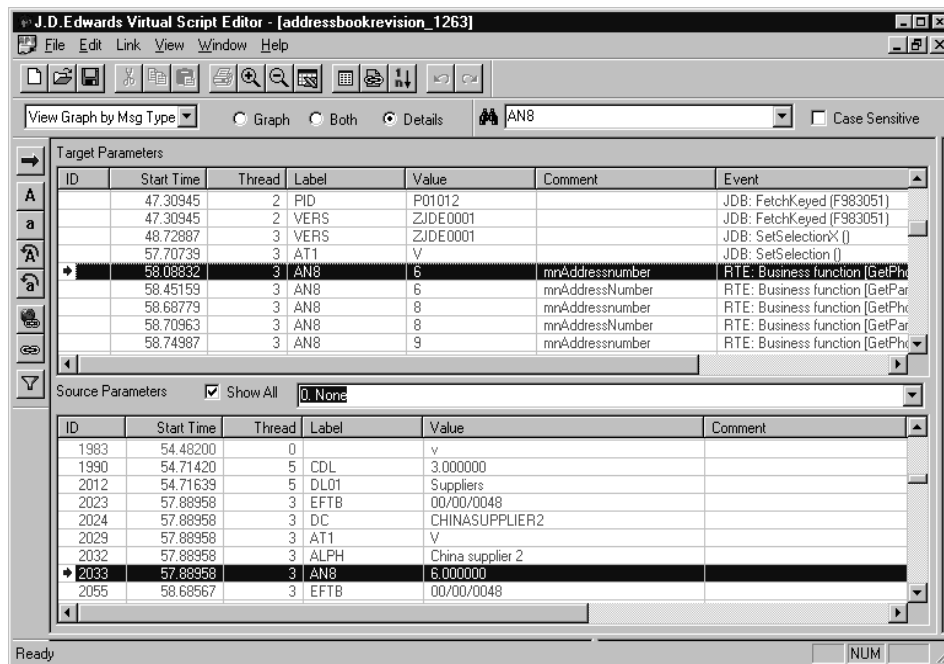 J.D.Edwards Virtual Script Editor - [addressbookrevision_1263]
File Edit Link View Window Help
View Graph by Msg Type Graph Both Details AN8 Case Sensitive
Target Parameters
ID Start Time Thread Label Value Comment Event
47.30945 2 PID P01012 JDB: FetchKeyed (F983051)
47.30945 2 VERS ZJDE0001 JDB: FetchKeyed (F983051)
48.72887 3 VERS ZJDE0001 JDB: SetSelectionX ()
57.70739 3 AT1 V JDB: SetSelection ()
58.08832 3 AN8 6 mnAddressnumber RTE: Business function [GetPho
58.45159 3 AN8 6 mnAddressNumber RTE: Business function [GetPar
58.68779 3 AN8 8 mnAddressnumber RTE: Business function [GetPho
58.70963 3 AN8 8 mnAddressNumber RTE: Business function [GetPar
58.74987 3 AN8 9 mnAddressnumber RTE: Business function [GetPho
Source Parameters Show All 0. None
ID Start Time Thread Label Value Comment
1983 54.48200 0 v
1990 54.71420 5 CDL 3.000000
2012 54.71639 5 DL01 Suppliers
2023 57.88958 3 EFTB 00/00/0048
2024 57.88958 3 DC CHINASUPPLIER2
2029 57.88958 3 AT1 V
2032 57.88958 3 ALPH China supplier 2
2033 57.88958 3 AN8 6.000000
2055 58.68567 3 EFTB 00/00/0048
Ready NUM